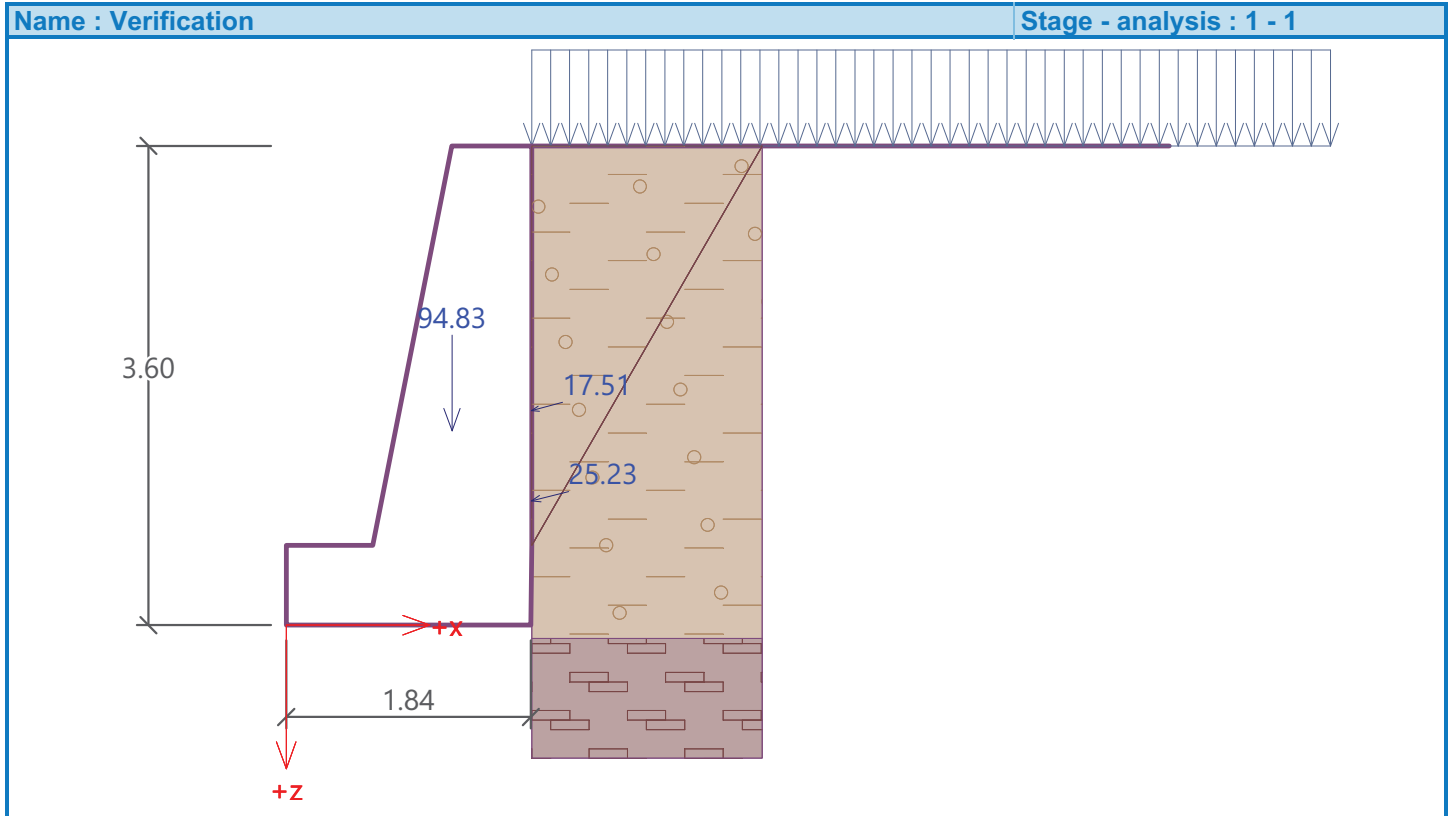 Name : Verification
Stage - analysis : 1 - 1
94.83
3.60
17.51
25.23
+x
1.84
+z